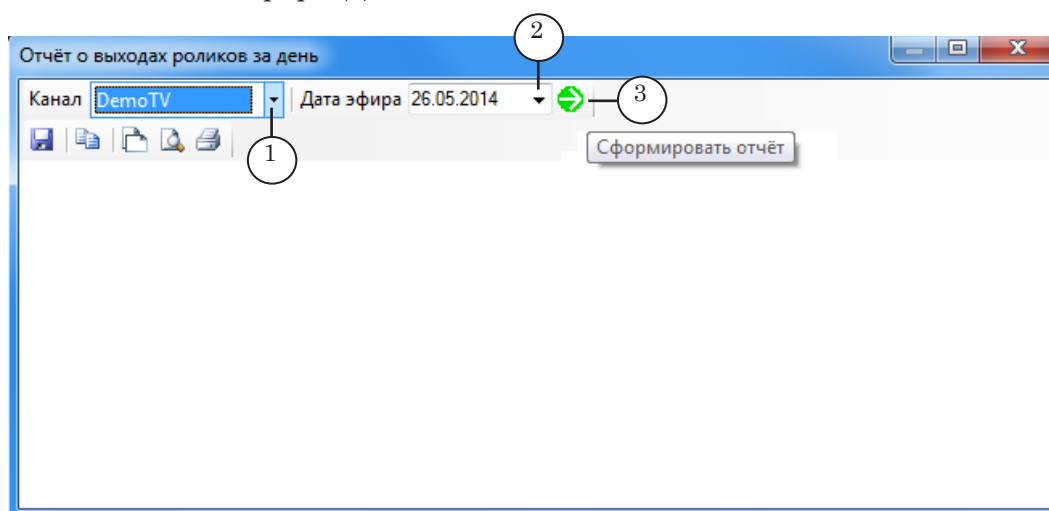 2
Отчёт о выходах роликов за день
Канал DemoTV Дата эфира 26.05.2014 3
1 Сформировать отчёт